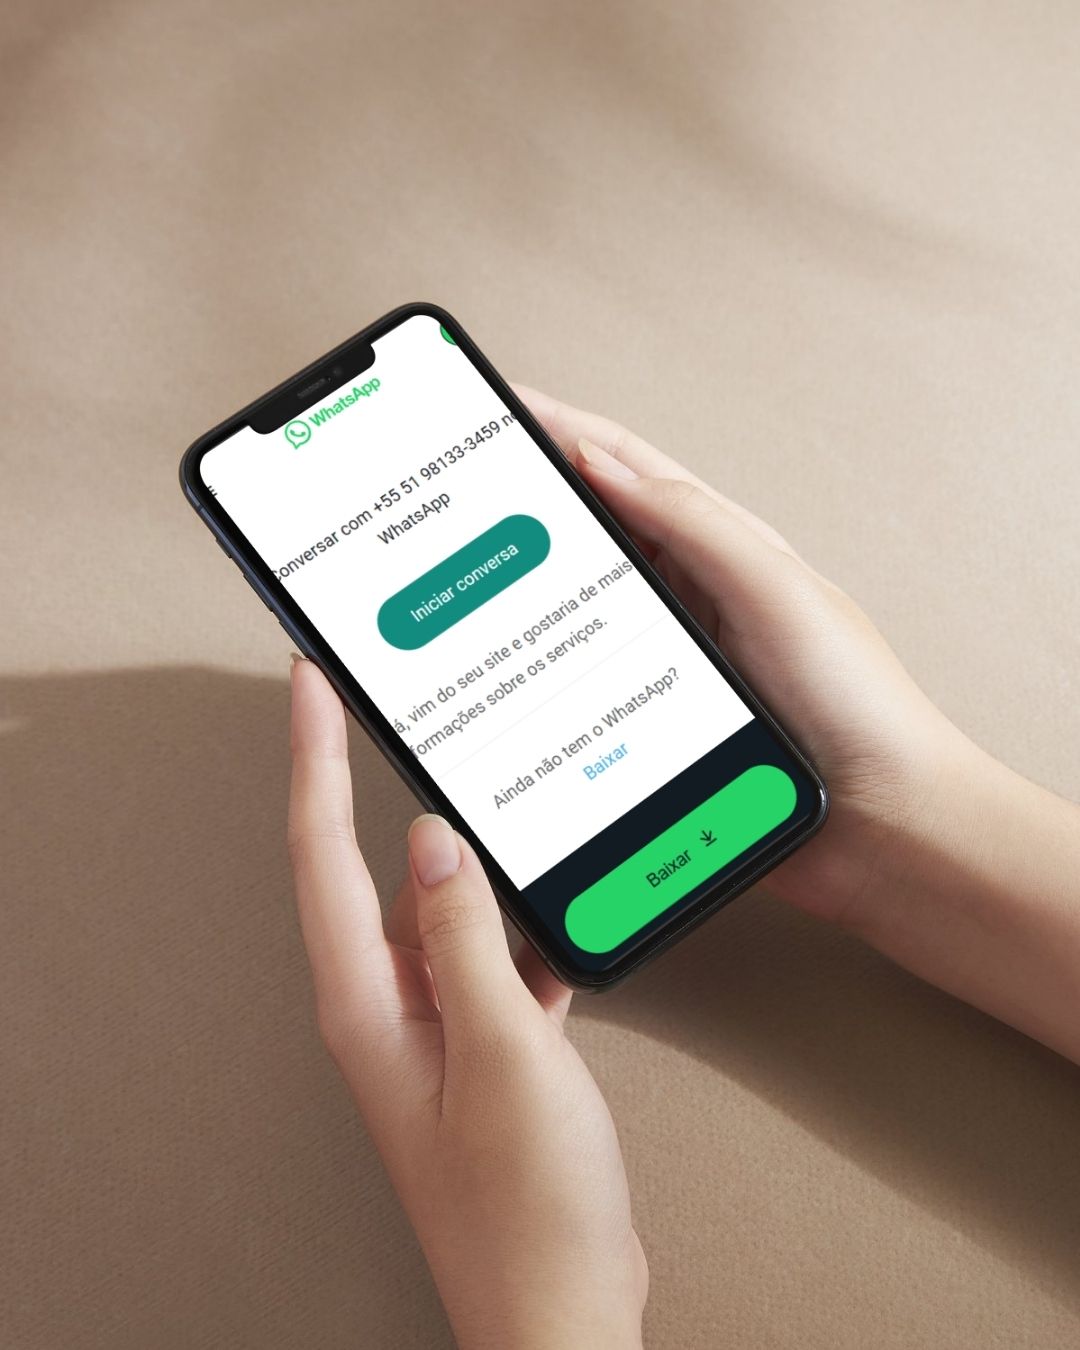 WhatsApp
Conversar com +55 51 98133-3459 no
WhatsApp
Iniciar conversa
á, vim do seu site e gostaria de mais
formações sobre os serviços.
Ainda não tem o WhatsApp?
Baixar
Baixar